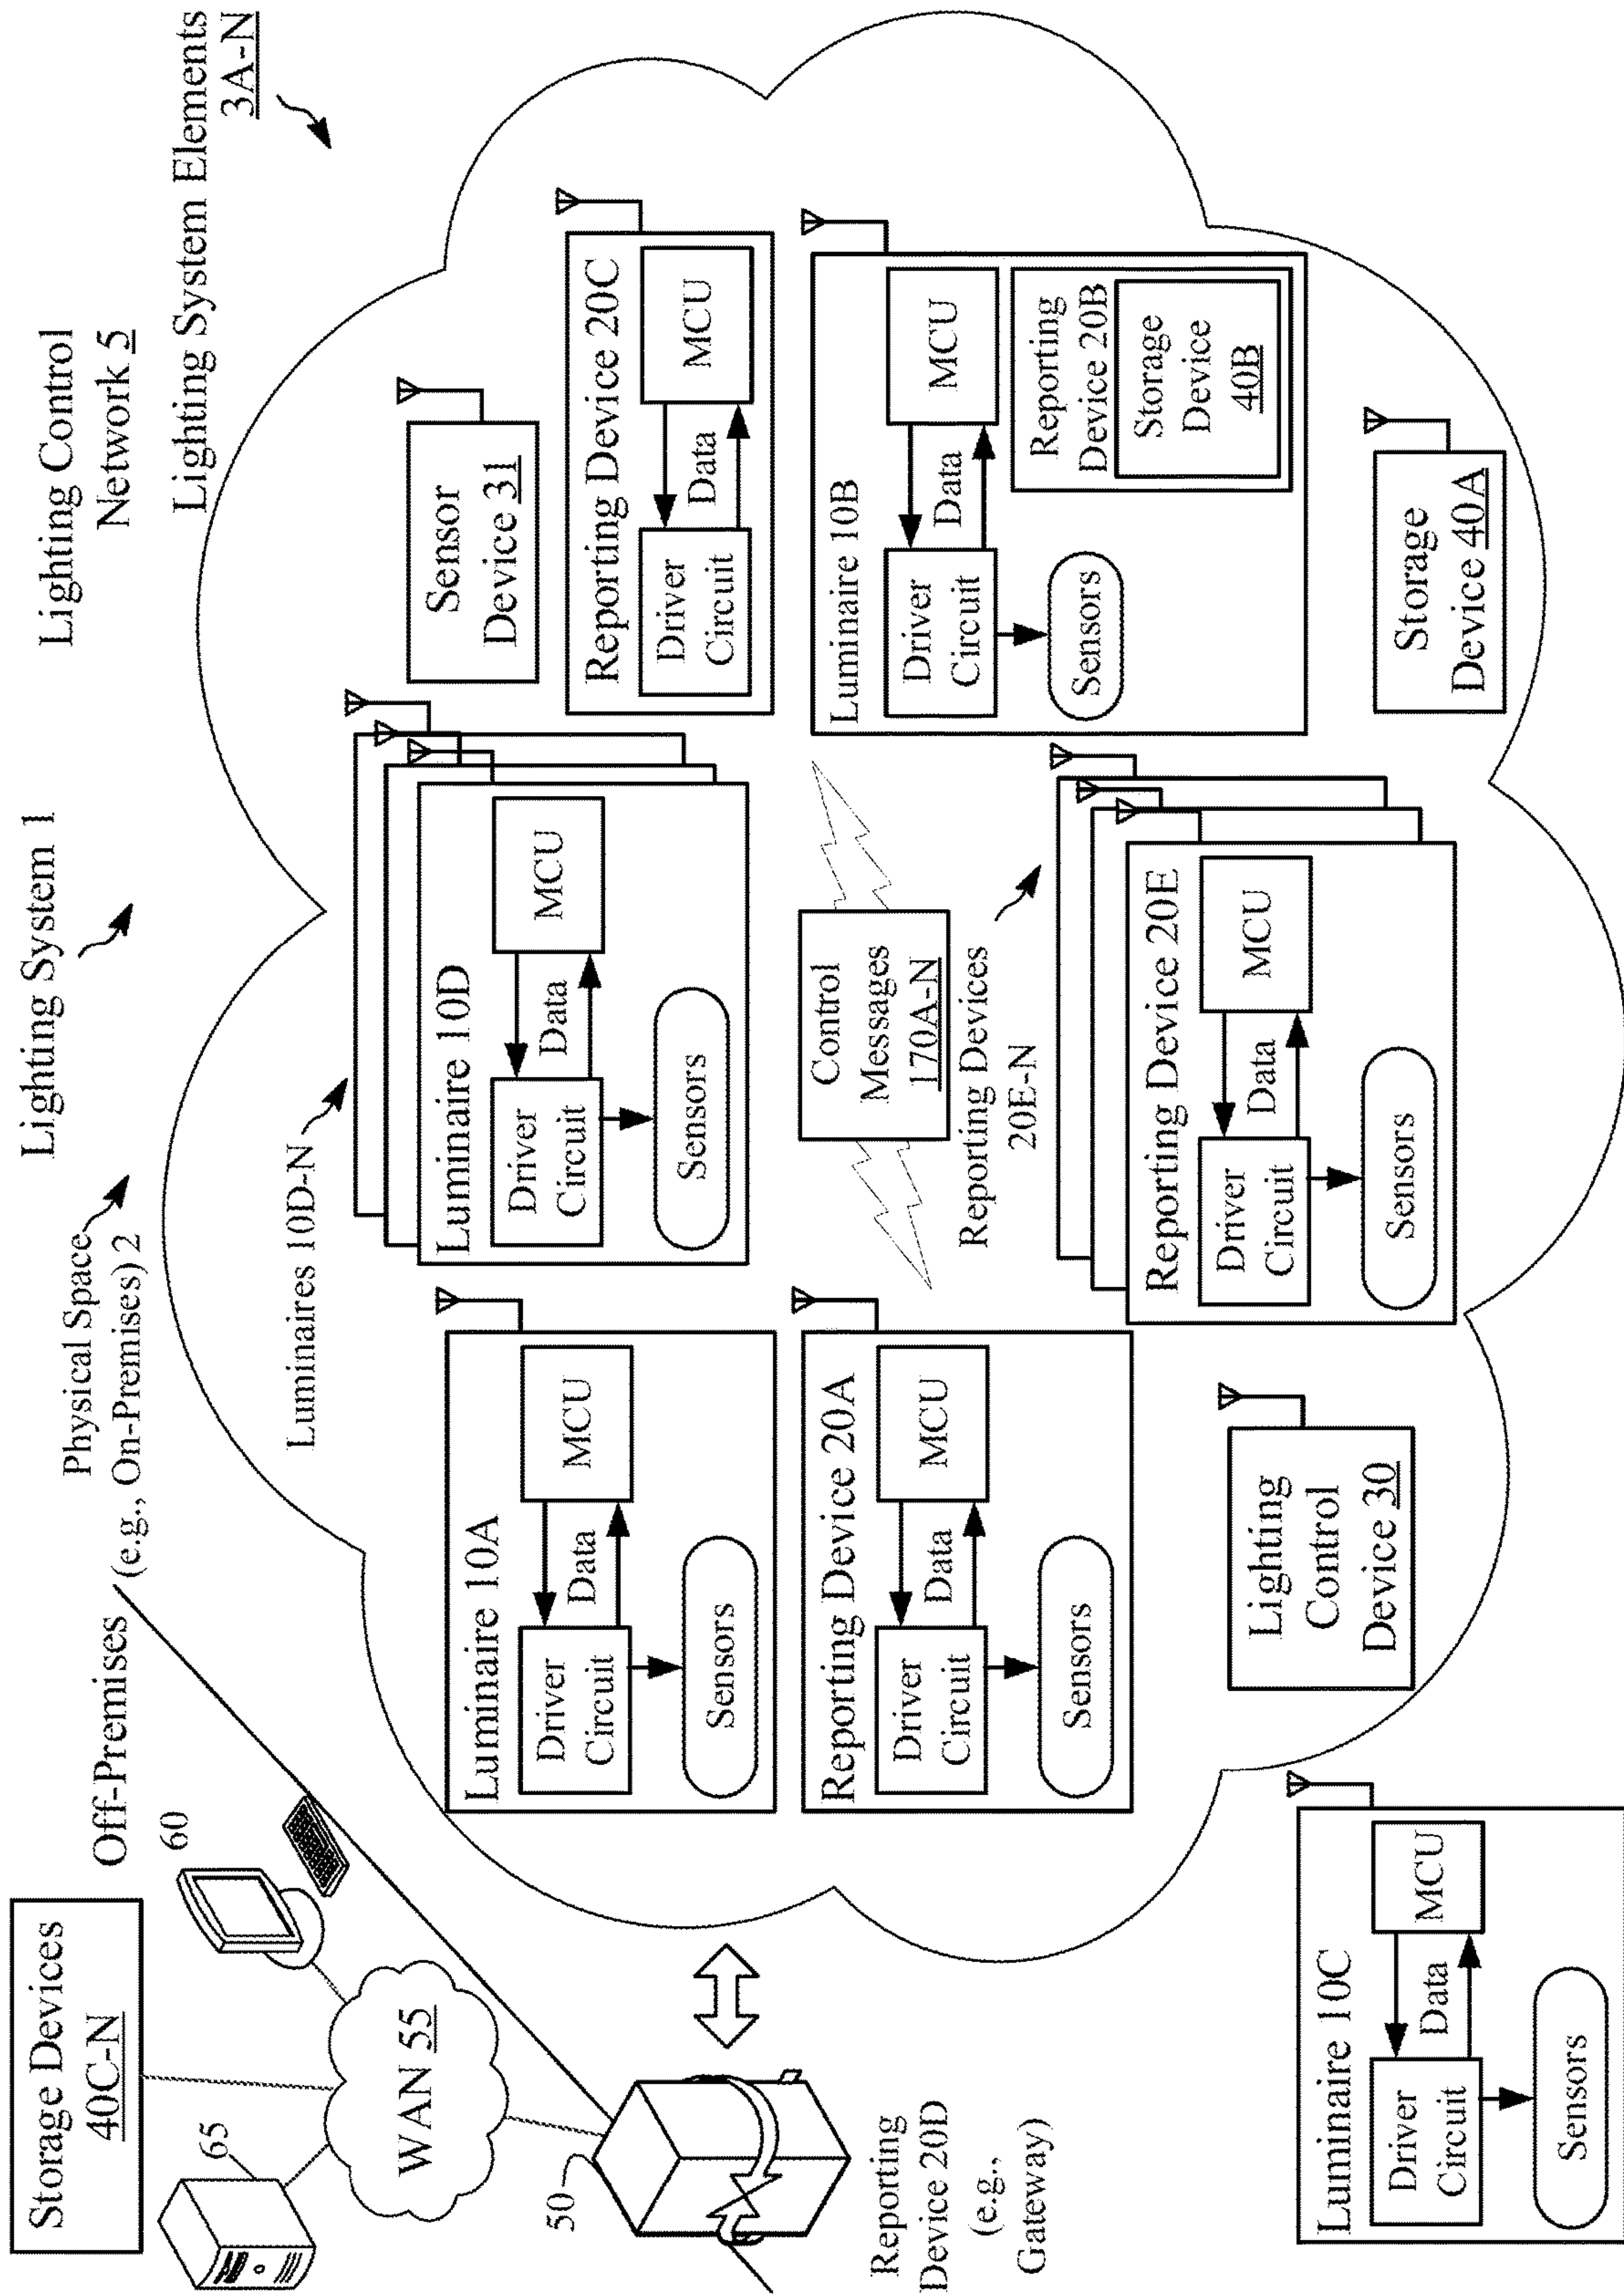 Storage Devices
40C-N
65
60
WAN 55
50
Off-Premises
Physical Space
(e.g., On-Premises) 2
Lighting System 1
Lighting Control
Network 5
Lighting System Elements
3A-N
Reporting
Device 20D
(e.g.,
Gateway)
Luminaires 10D-N
Luminaire 10A
Driver
Circuit
Data
MCU
Sensors
Luminaire 10D
Driver
Circuit
Data
MCU
Sensors
Sensor
Device 31
Reporting Device 20C
Driver
Circuit
Data
MCU
Reporting Device 20A
Driver
Circuit
Data
MCU
Sensors
Control
Messages
170A-N
Reporting Devices
20E-N
Luminaire 10B
Driver
Circuit
Data
MCU
Sensors
Reporting
Device 20B
Storage
Device
40B
Reporting Device 20E
Driver
Circuit
Data
MCU
Sensors
Lighting
Control
Device 30
Storage
Device 40A
Luminaire 10C
Driver
Circuit
Data
MCU
Sensors